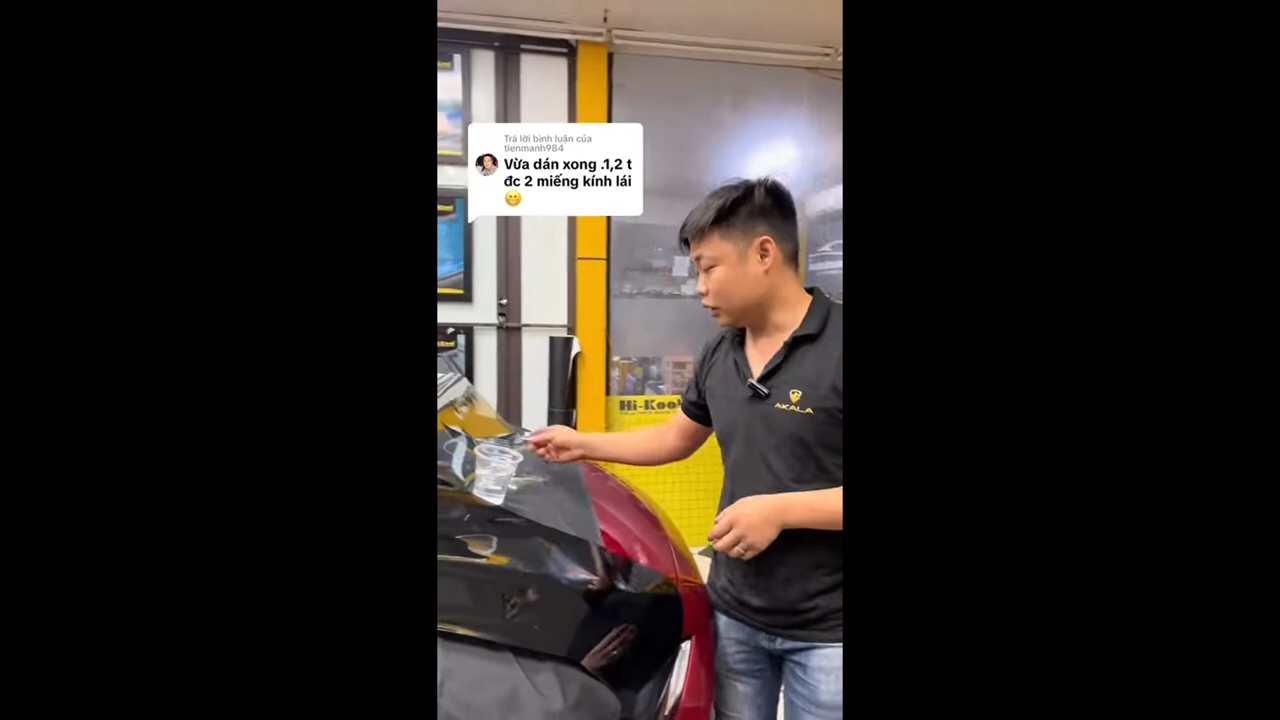 Trả lời bình luận của
tienmanh984
Vừa dán xong .1,2 t
đc 2 miếng kính lái
😁
AKALA
Hi-Kool